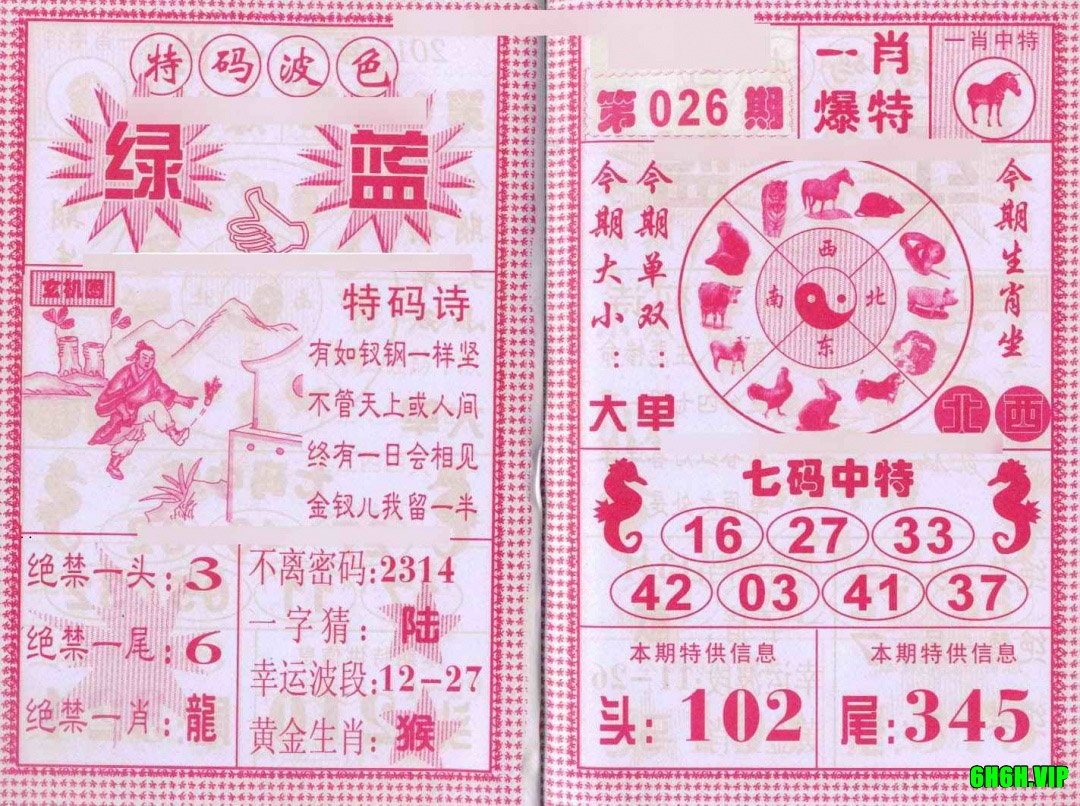 特码波色
绿 蓝
玄机图
特码诗
有如钗钢一样坚
不管天上或人间
终有一日会相见
金钗儿我留一半
绝禁一头:3
绝禁一尾:6
绝禁一肖:龍
不离密码:2314
一字猜:陆
幸运波段:12-27
黄金生肖:猴
第026期
一肖
爆特
一肖中特
今期大小:大
今期单双:单
西
南 北
东
今期生肖坐
北 西
七码中特
16 27 33
42 03 41 37
本期特供信息
头:102
本期特供信息
尾:345
6H6H.VIP